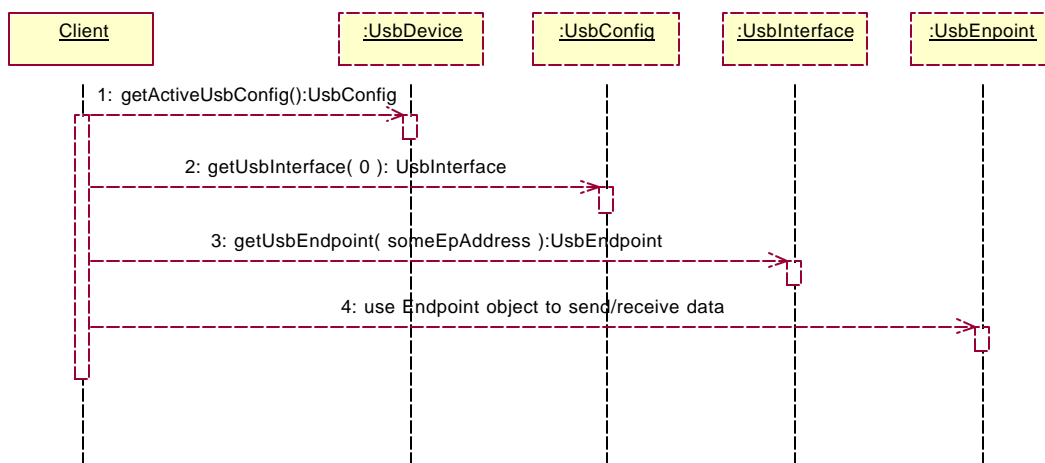 Client
:UsbDevice
:UsbConfig
:UsbInterface
:UsbEnpoint
1: getActiveUsbConfig():UsbConfig
2: getUsbInterface( 0 ): UsbInterface
3: getUsbEndpoint( someEpAddress ):UsbEndpoint
4: use Endpoint object to send/receive data